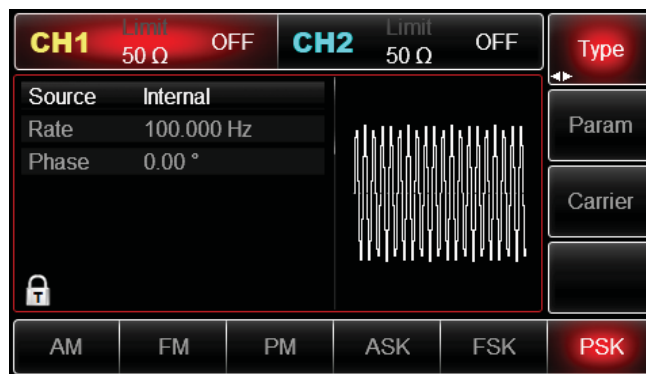 CH1 Limit 50 Ω OFF CH2 Limit 50 Ω OFF Type
Source Internal
Rate 100.000 Hz
Phase 0.00 °
Param
Carrier
T
AM FM PM ASK FSK PSK